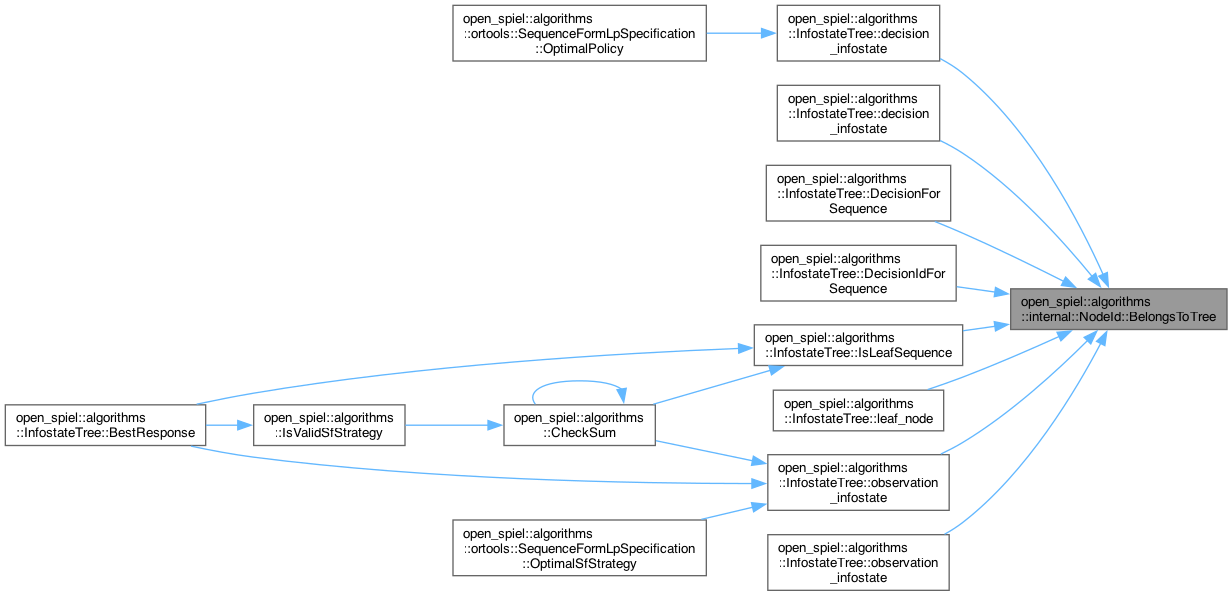 open_spiel::algorithms
::ortools::SequenceFormLpSpecification
::OptimalPolicy
open_spiel::algorithms
::InfostateTree::decision
_infostate
open_spiel::algorithms
::InfostateTree::decision
_infostate
open_spiel::algorithms
::InfostateTree::DecisionFor
Sequence
open_spiel::algorithms
::InfostateTree::DecisionIdFor
Sequence
open_spiel::algorithms
::internal::NodeId::BelongsToTree
open_spiel::algorithms
::InfostateTree::IsLeafSequence
open_spiel::algorithms
::InfostateTree::leaf_node
open_spiel::algorithms
::InfostateTree::BestResponse
open_spiel::algorithms
::IsValidSfStrategy
open_spiel::algorithms
::CheckSum
open_spiel::algorithms
::InfostateTree::observation
_infostate
open_spiel::algorithms
::ortools::SequenceFormLpSpecification
::OptimalSfStrategy
open_spiel::algorithms
::InfostateTree::observation
_infostate